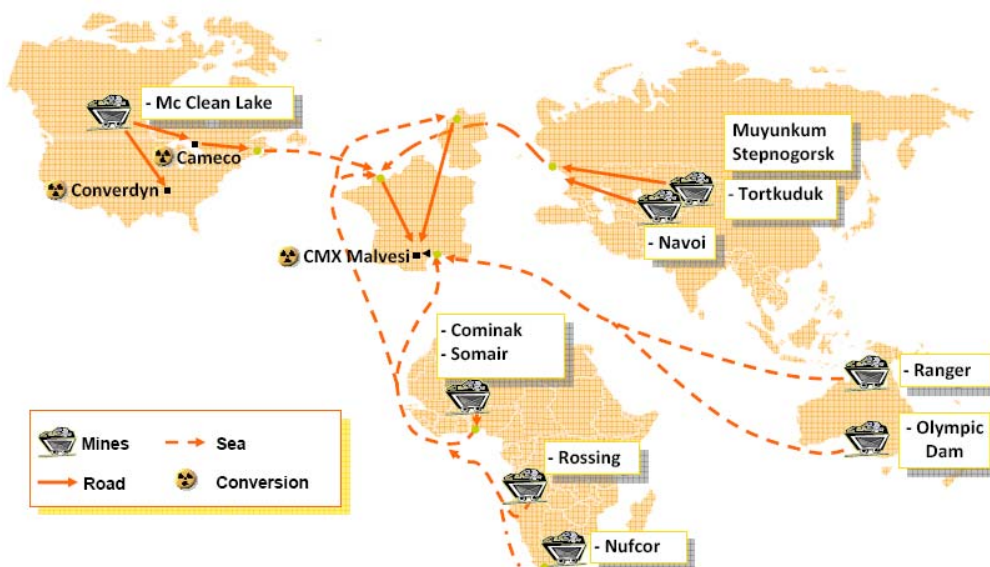 - Mc Clean Lake
Cameco
Converdyn
Muyunkum
Stepnogorsk
- Tortkuduk
- Navoi
CMX Malvesi
- Cominak
- Somair
- Ranger
- Olympic
Dam
- Rossing
- Nufcor
Mines
Sea
Road
Conversion